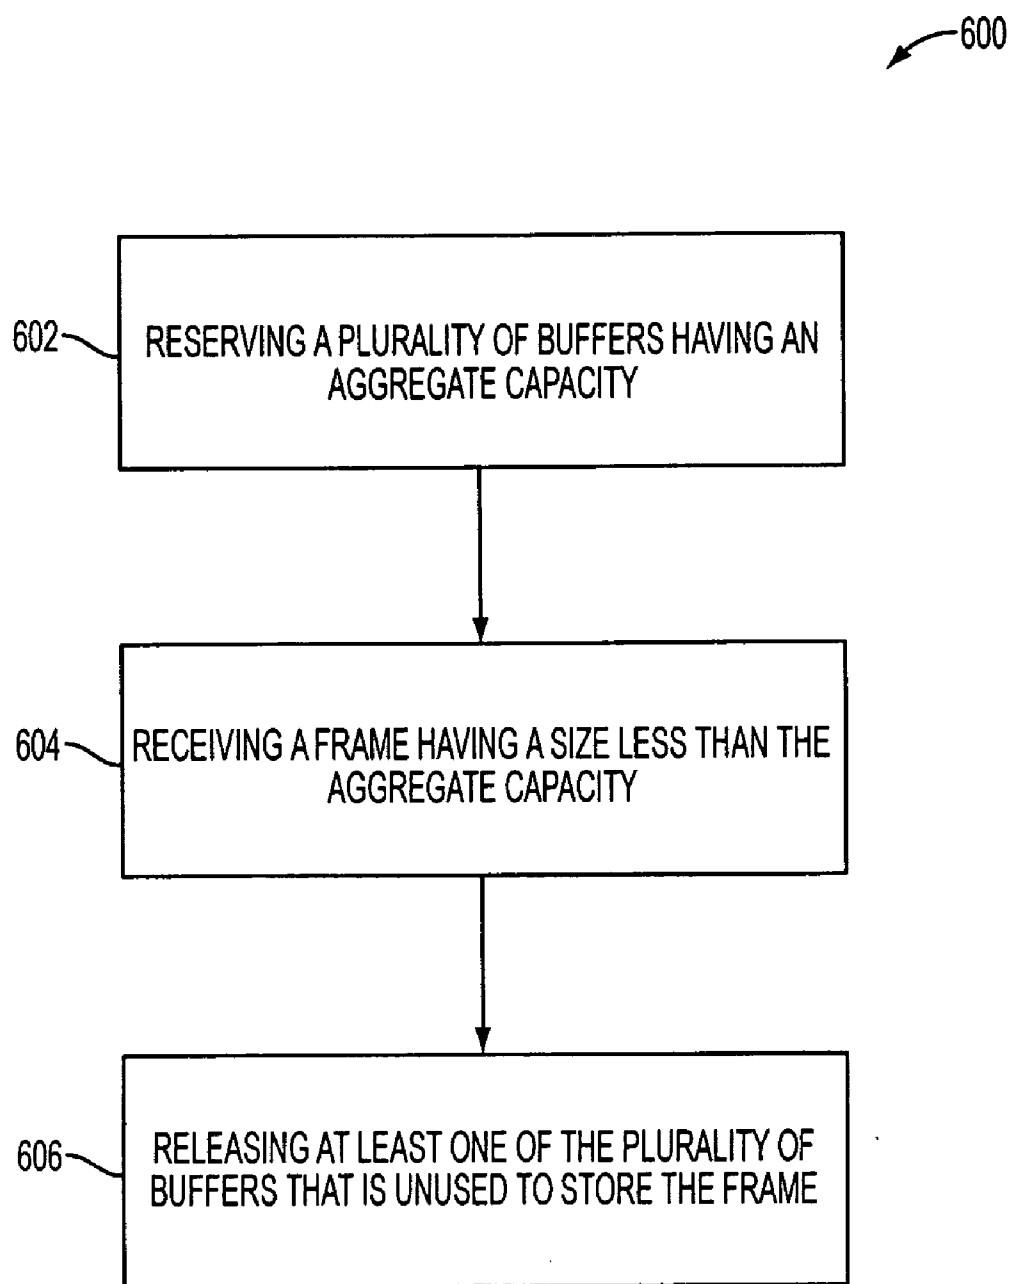 600
602
RESERVING A PLURALITY OF BUFFERS HAVING AN
AGGREGATE CAPACITY
604
RECEIVING A FRAME HAVING A SIZE LESS THAN THE
AGGREGATE CAPACITY
606
RELEASING AT LEAST ONE OF THE PLURALITY OF
BUFFERS THAT IS UNUSED TO STORE THE FRAME